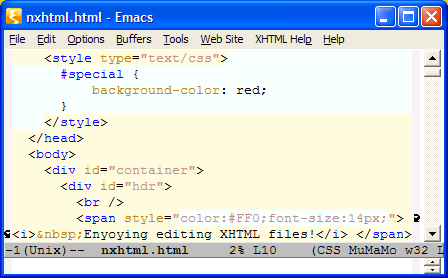 nxhtml.html - Emacs
File Edit Options Buffers Tools Web Site XHTML Help Help
<style type="text/css">
#special {
background-color: red;
}
</style>
</head>
<body>
<div id="container">
<div id="hdr">
<br />
<span style="color:#FF0;font-size:14px;">
<i>&nbsp;Enyoying editing XHTML files!</i> </span>
-1(Unix)-- nxhtml.html 2% L10 (CSS MuMaMo w32 L